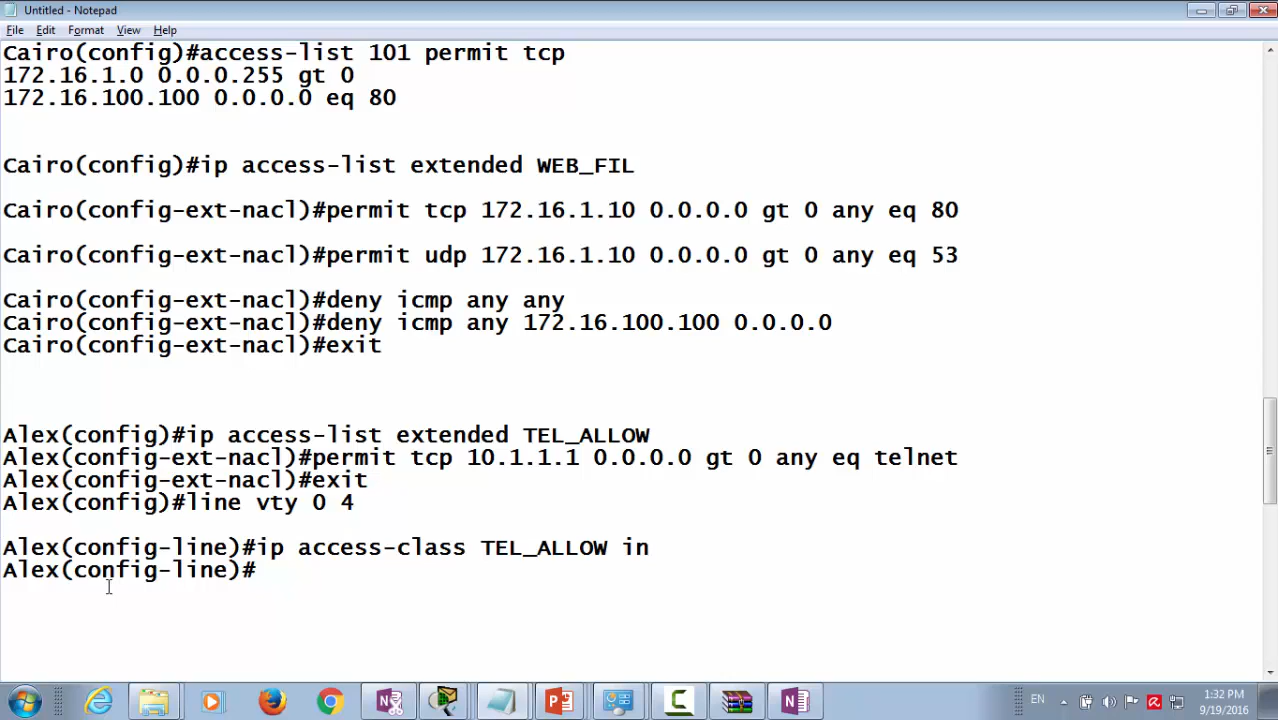 Untitled - Notepad
File Edit Format View Help
Cairo(config)#access-list 101 permit tcp
172.16.1.0 0.0.0.255 gt 0
172.16.100.100 0.0.0.0 eq 80
Cairo(config)#ip access-list extended WEB_FIL
Cairo(config-ext-nacl)#permit tcp 172.16.1.10 0.0.0.0 gt 0 any eq 80
Cairo(config-ext-nacl)#permit udp 172.16.1.10 0.0.0.0 gt 0 any eq 53
Cairo(config-ext-nacl)#deny icmp any any
Cairo(config-ext-nacl)#deny icmp any 172.16.100.100 0.0.0.0
Cairo(config-ext-nacl)#exit
Alex(config)#ip access-list extended TEL_ALLOW
Alex(config-ext-nacl)#permit tcp 10.1.1.1 0.0.0.0 gt 0 any eq telnet
Alex(config-ext-nacl)#exit
Alex(config)#line vty 0 4
Alex(config-line)#ip access-class TEL_ALLOW in
Alex(config-line)#
EN
1:32 PM
9/19/2016